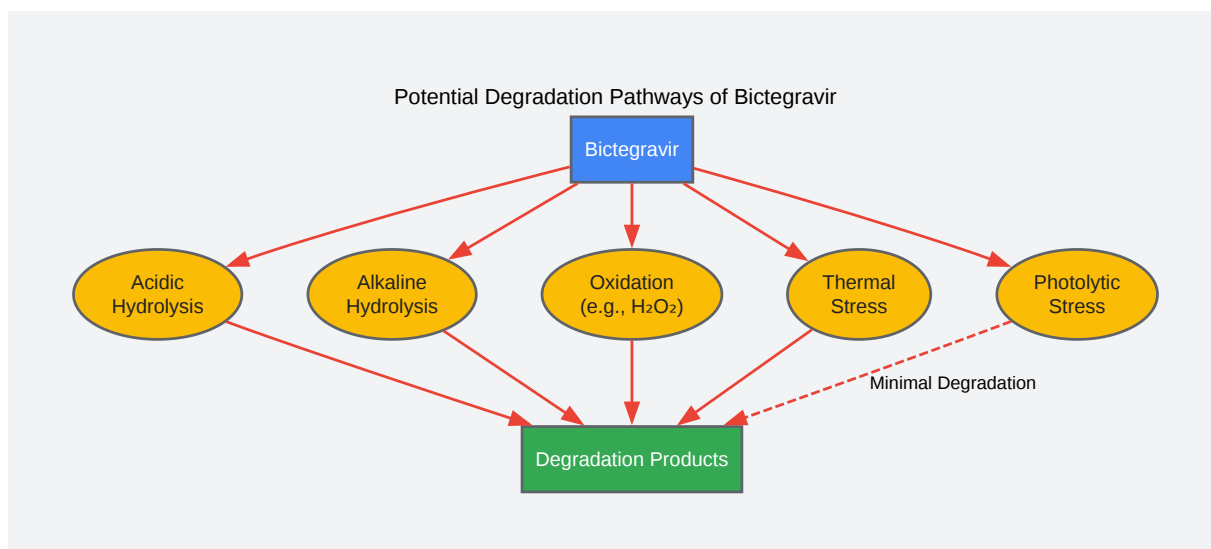 Potential Degradation Pathways of Bictegravir
Bictegravir
Acidic
Hydrolysis
Alkaline
Hydrolysis
Oxidation
(e.g., H₂O₂)
Thermal
Stress
Photolytic
Stress
Minimal Degradation
Degradation Products